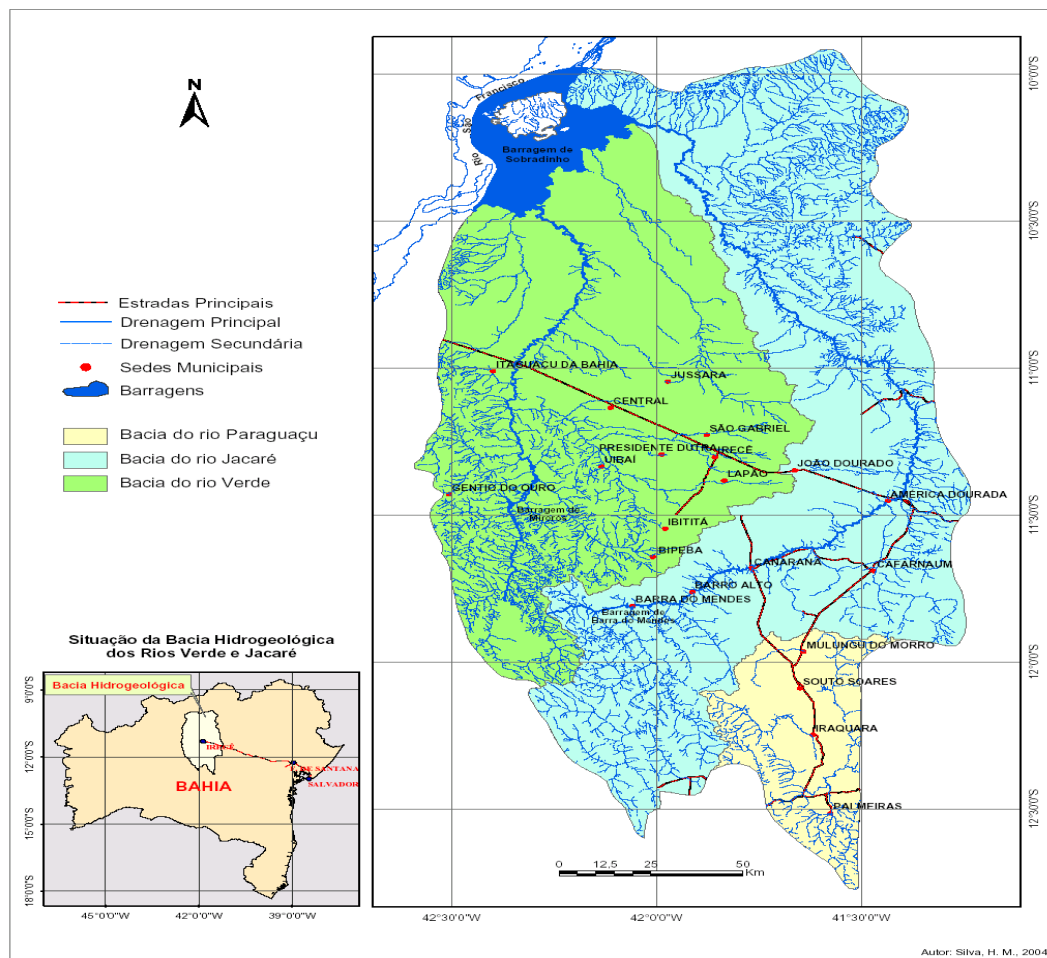 N
Estradas Principais
Drenagem Principal
Drenagem Secundária
Sedes Municipais
Barragens
Bacia do rio Paraguaçu
Bacia do rio Jacaré
Bacia do rio Verde
Situação da Bacia Hidrogeológica
dos Rios Verde e Jacaré
Bacia Hidrogeológica
IRECÊ
BAHIA
DE SANTANA
SALVADOR
9°0'0"S
12°0'0"S
15°0'0"S
18°0'0"S
45°0'0"W
42°0'0"W
39°0'0"W
Rio São Francisco
Barragem de
Sobradinho
ITAGUAÇU DA BAHIA
JUSSARA
CENTRAL
SÃO GABRIEL
PRESIDENTE DUTRA
IRECÊ
UIBAÍ
JOÃO DOURADO
LAPÃO
GENTIO DO OURO
AMÉRICA DOURADA
Barragem de
Mirorós
IBITITÁ
BIPEBA
CANARANA
CAFARNAUM
BARRO ALTO
BARRA DO MENDES
Barragem de
Barra do Mendes
MULUNGU DO MORRO
SOUTO SOARES
IRAQUARA
PALMEIRAS
0 12,5 25 50
Km
10°0'0"S
10°30'0"S
11°0'0"S
11°30'0"S
12°0'0"S
12°30'0"S
42°30'0"W
42°0'0"W
41°30'0"W
Autor: Silva, H. M., 2004